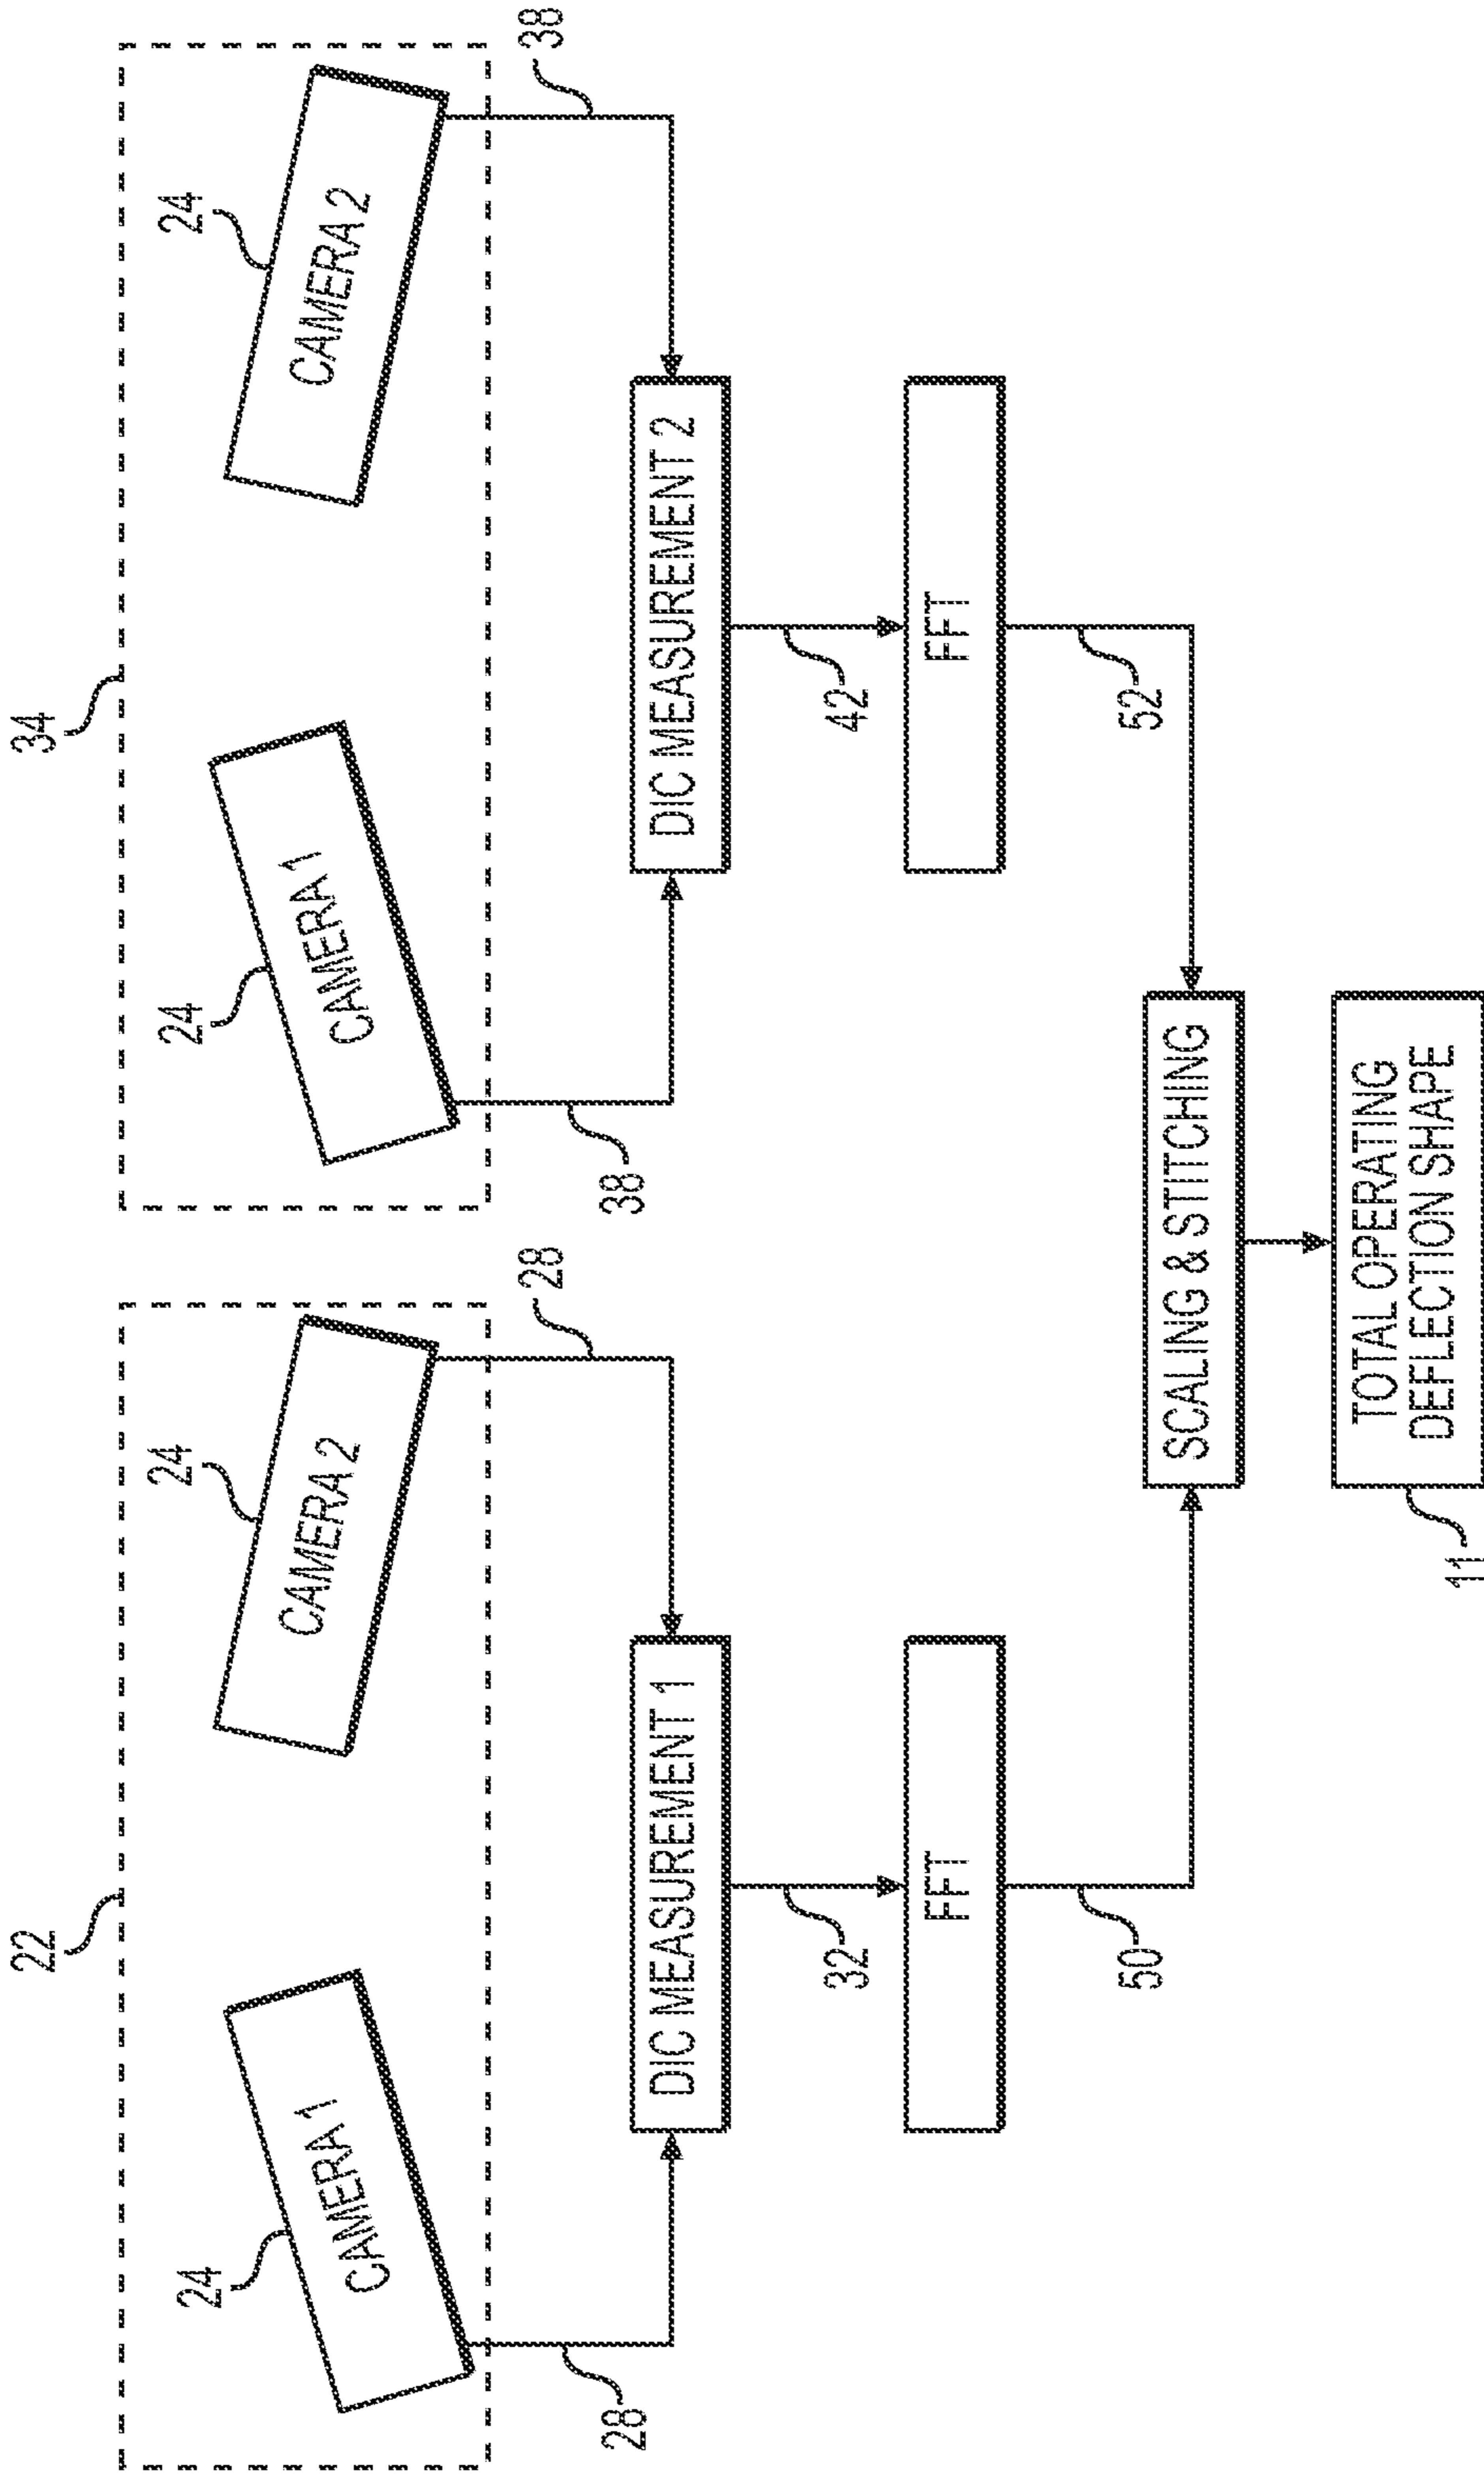 22
34
24
CAMERA 1
24
CAMERA 2
24
CAMERA 1
24
CAMERA 2
28
28
38
38
DIC MEASUREMENT 1
DIC MEASUREMENT 2
32
42
FFT
FFT
50
52
SCALING & STITCHING
TOTAL OPERATING
DEFLECTION SHAPE
11